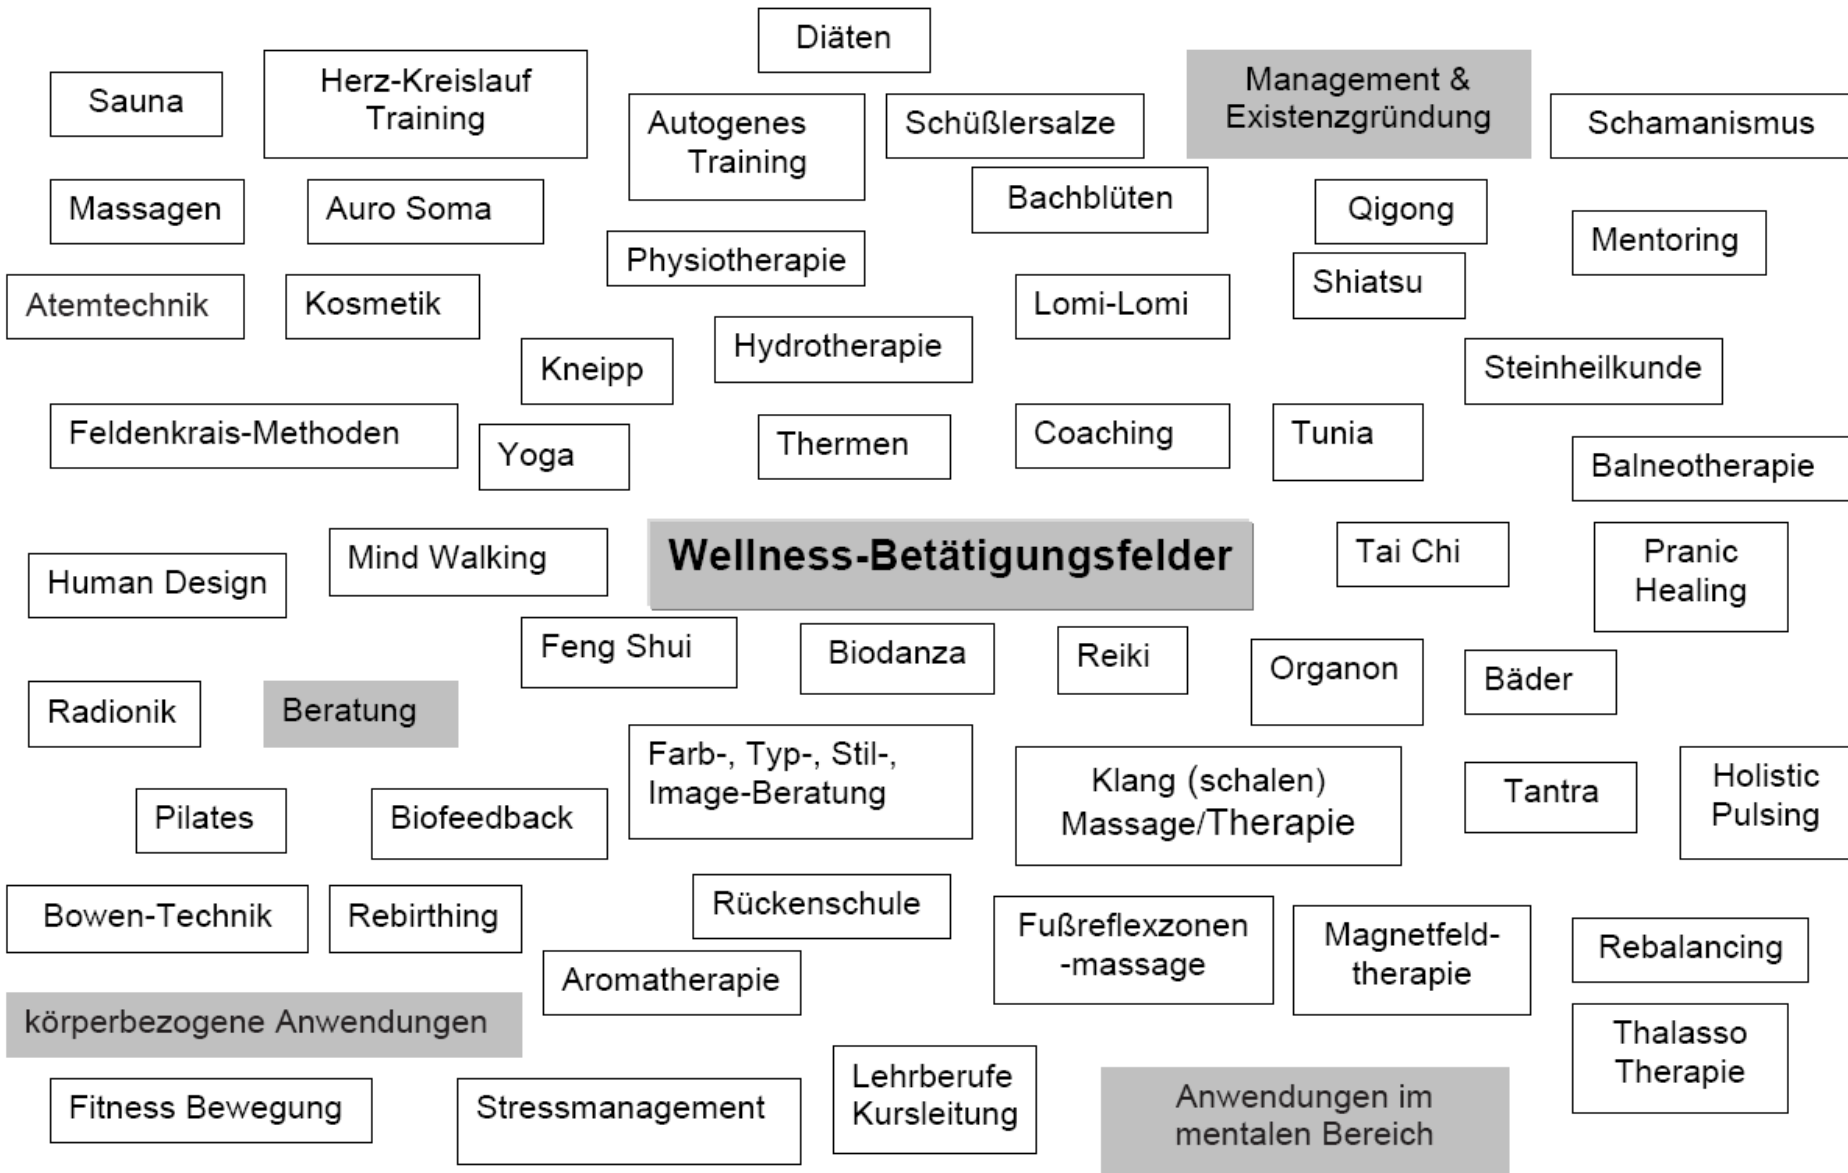 Diäten
Sauna
Herz-Kreislauf
Training
Autogenes
Training
Schüßlersalze
Management &
Existenzgründung
Schamanismus
Massagen
Auro Soma
Bachblüten
Qigong
Mentoring
Physiotherapie
Shiatsu
Atemtechnik
Kosmetik
Lomi-Lomi
Kneipp
Hydrotherapie
Steinheilkunde
Feldenkrais-Methoden
Yoga
Thermen
Coaching
Tunia
Balneotherapie
Wellness-Betätigungsfelder
Human Design
Mind Walking
Tai Chi
Pranic
Healing
Feng Shui
Biodanza
Reiki
Organon
Bäder
Radionik
Beratung
Farb-, Typ-, Stil-,
Image-Beratung
Klang (schalen)
Massage/Therapie
Tantra
Holistic
Pulsing
Pilates
Biofeedback
Bowen-Technik
Rebirthing
Rückenschule
Fußreflexzonen
-massage
Magnetfeld-
therapie
Rebalancing
Aromatherapie
körperbezogene Anwendungen
Thalasso
Therapie
Fitness Bewegung
Stressmanagement
Lehrberufe
Kursleitung
Anwendungen im
mentalen Bereich